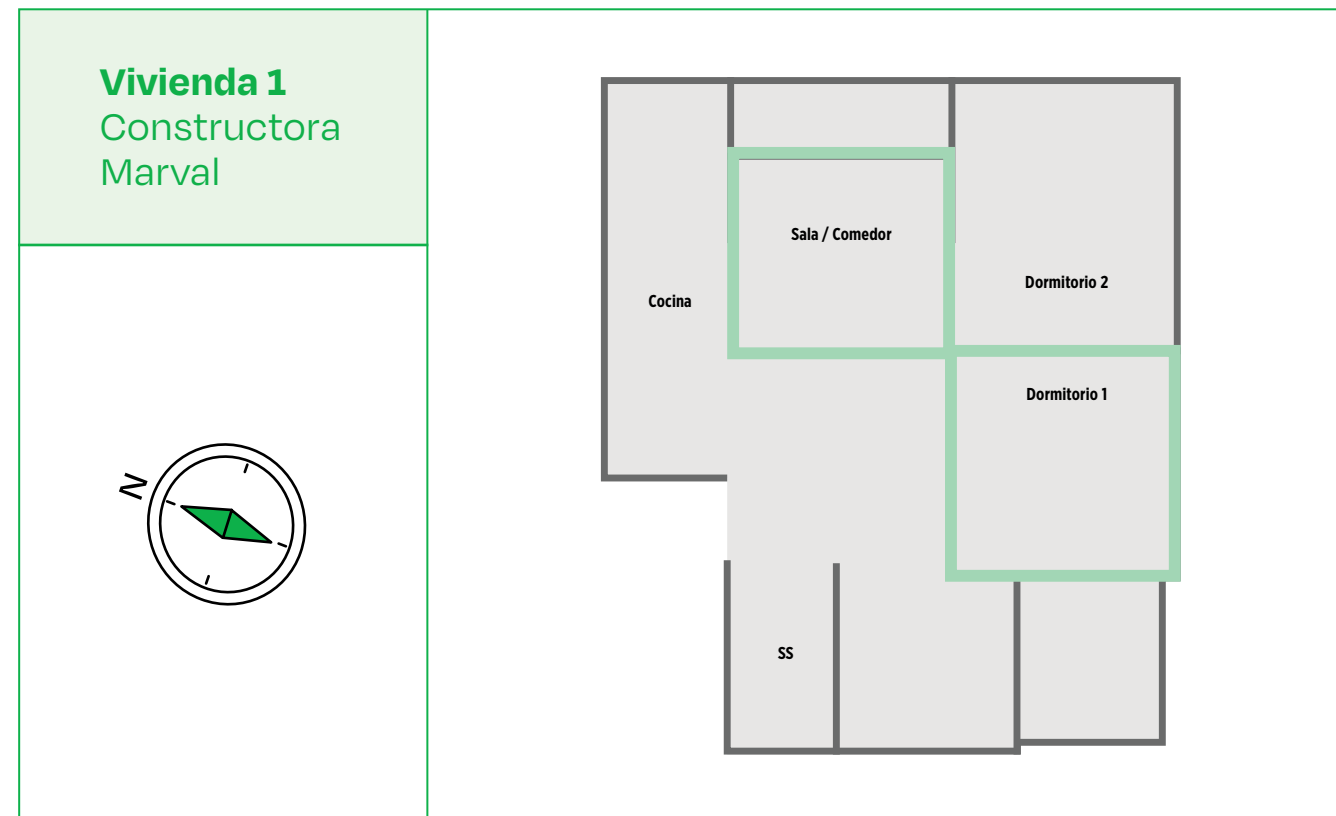 Vivienda 1
Constructora
Marval
N
Sala / Comedor
Dormitorio 2
Cocina
Dormitorio 1
SS